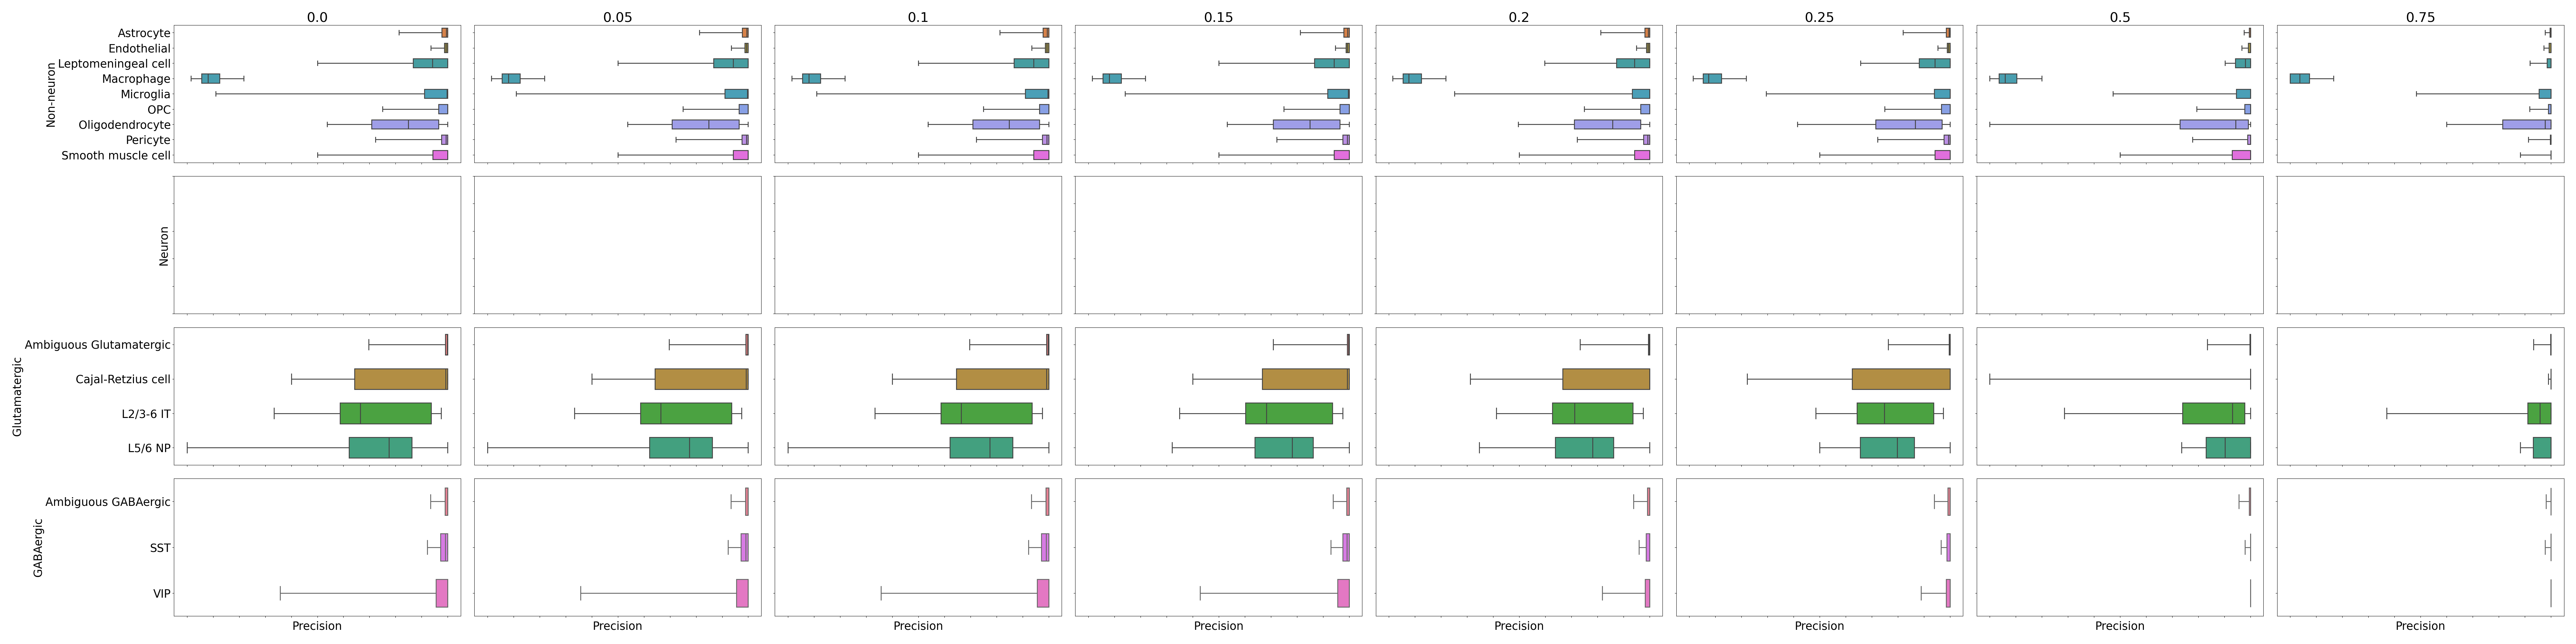 0.0 0.05 0.1 0.15 0.2 0.25 0.5 0.75
Non-neuron
Astrocyte
Endothelial
Leptomeningeal cell
Macrophage
Microglia
OPC
Oligodendrocyte
Pericyte
Smooth muscle cell
Neuron
Glutamatergic
Ambiguous Glutamatergic
Cajal-Retzius cell
L2/3-6 IT
L5/6 NP
GABAergic
Ambiguous GABAergic
SST
VIP
Precision Precision Precision Precision Precision Precision Precision Precision